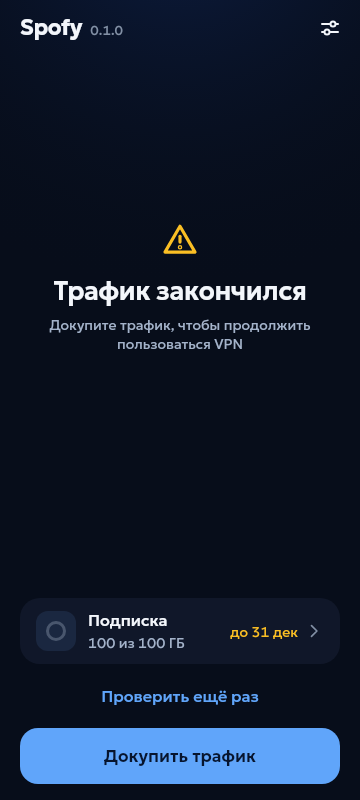 Spofy 0.1.0
Трафик закончился
Докупите трафик, чтобы продолжить
пользоваться VPN
Подписка
100 из 100 ГБ
до 31 дек
Проверить ещё раз
Докупить трафик